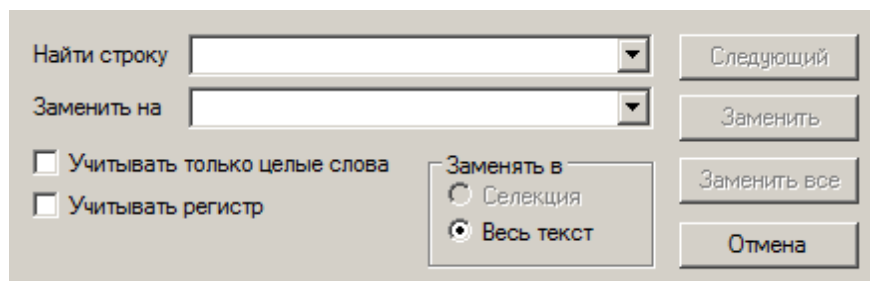 Найти строку
Следующий
Заменить на
Заменить
Учитывать только целые слова
Заменять в
Селекция
Заменить все
Учитывать регистр
Весь текст
Отмена